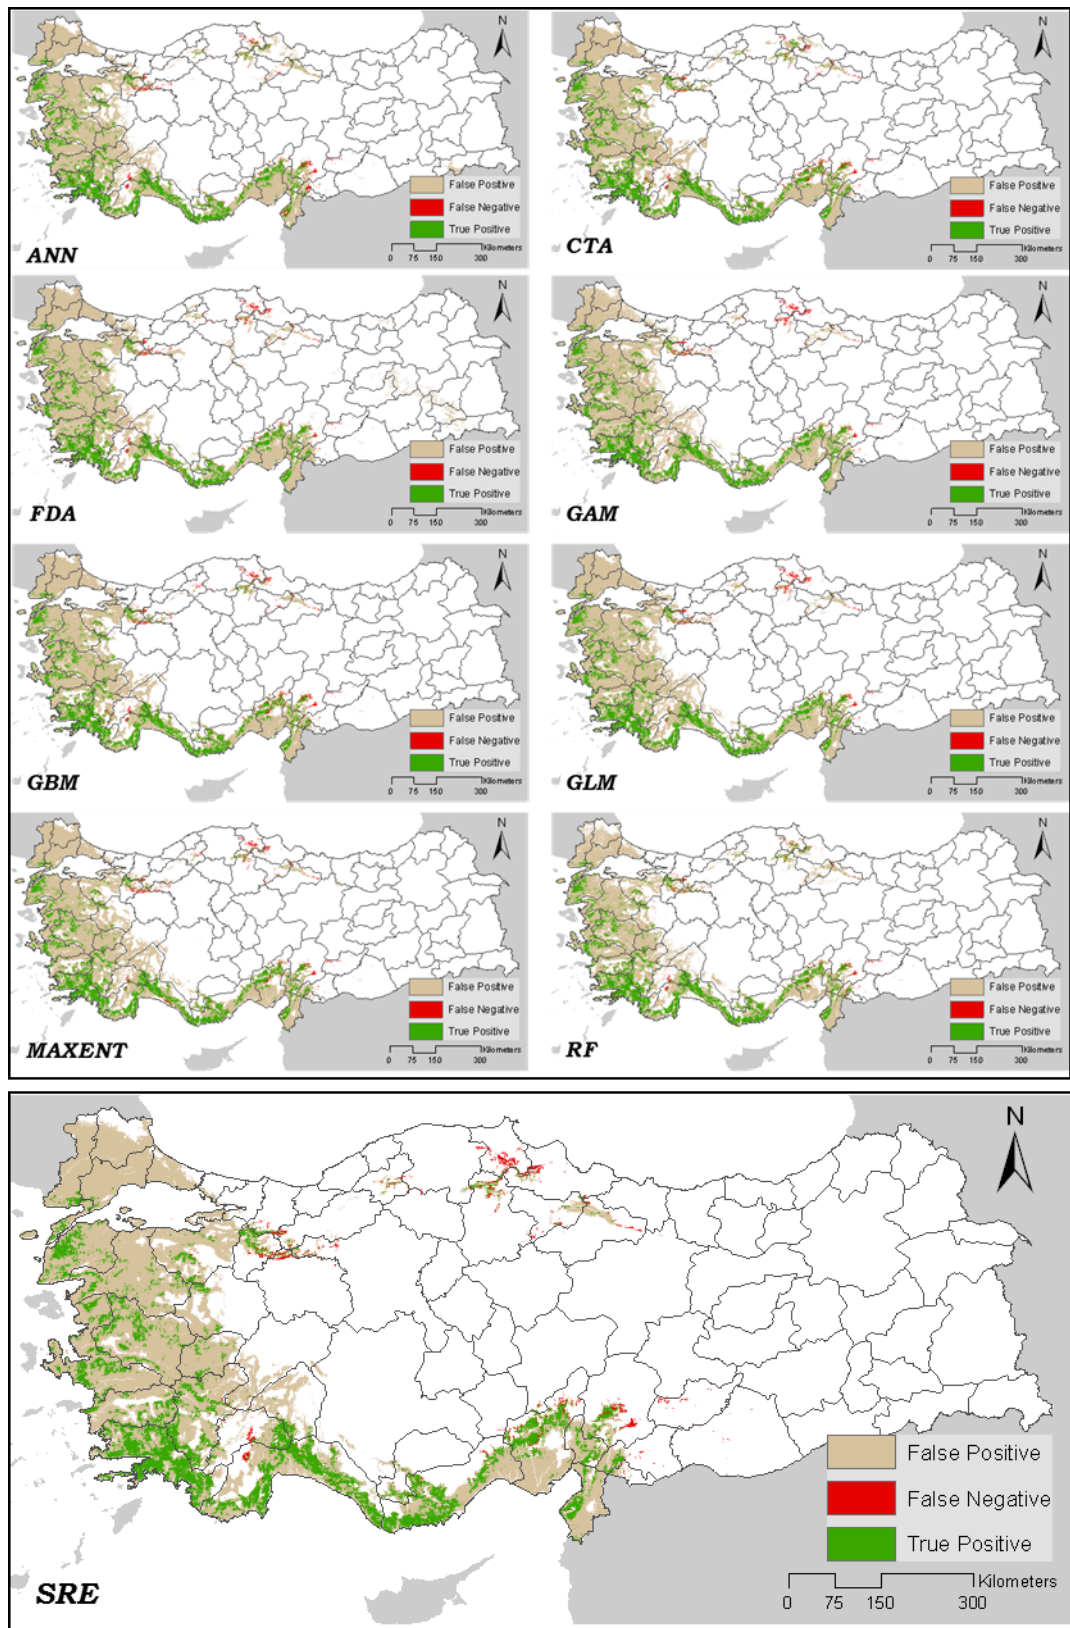 N
False Positive
False Negative
True Positive
Kilometers
0 75 150 300
ANN
N
False Positive
False Negative
True Positive
Kilometers
0 75 150 300
CTA
N
False Positive
False Negative
True Positive
Kilometers
0 75 150 300
FDA
N
False Positive
False Negative
True Positive
Kilometers
0 75 150 300
GAM
N
False Positive
False Negative
True Positive
Kilometers
0 75 150 300
GBM
N
False Positive
False Negative
True Positive
Kilometers
0 75 150 300
GLM
N
False Positive
False Negative
True Positive
Kilometers
0 75 150 300
MAXENT
N
False Positive
False Negative
True Positive
Kilometers
0 75 150 300
RF
N
False Positive
False Negative
True Positive
Kilometers
0 75 150 300
SRE